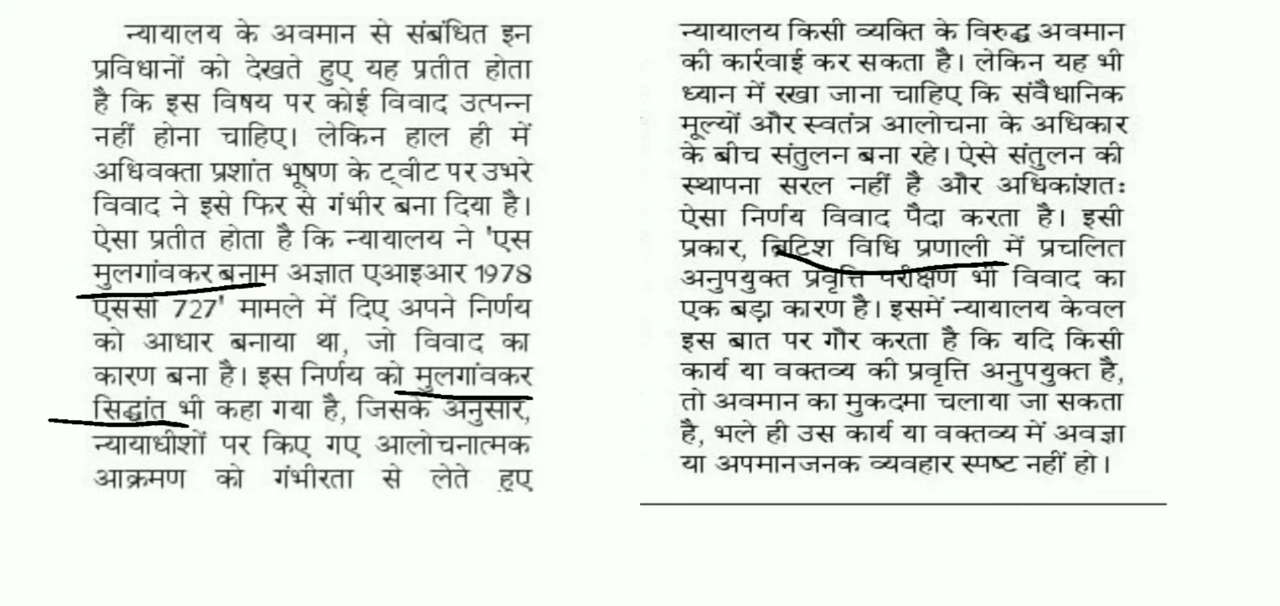 न्यायालय के अवमान से संबंधित इन
प्रविधानों को देखते हुए यह प्रतीत होता
है कि इस विषय पर कोई विवाद उत्पन्न
नहीं होना चाहिए। लेकिन हाल ही में
अधिवक्ता प्रशांत भूषण के ट्वीट पर उभरे
विवाद ने इसे फिर से गंभीर बना दिया है।
ऐसा प्रतीत होता है कि न्यायालय ने 'एस
मुलगांवकर बनाम अज्ञात एआइआर 1978
एससी 727' मामले में दिए अपने निर्णय
को आधार बनाया था, जो विवाद का
कारण बना है। इस निर्णय को मुलगांवकर
सिद्धांत भी कहा गया है, जिसके अनुसार,
न्यायाधीशों पर किए गए आलोचनात्मक
आक्रमण को गंभीरता से लेते हुए
न्यायालय किसी व्यक्ति के विरुद्ध अवमान
की कार्रवाई कर सकता है। लेकिन यह भी
ध्यान में रखा जाना चाहिए कि संवैधानिक
मूल्यों और स्वतंत्र आलोचना के अधिकार
के बीच संतुलन बना रहे। ऐसे संतुलन की
स्थापना सरल नहीं है और अधिकांशतः
ऐसा निर्णय विवाद पैदा करता है। इसी
प्रकार, ब्रिटिश विधि प्रणाली में प्रचलित
अनुपयुक्त प्रवृत्ति परीक्षण भी विवाद का
एक बड़ा कारण है। इसमें न्यायालय केवल
इस बात पर गौर करता है कि यदि किसी
कार्य या वक्तव्य की प्रवृत्ति अनुपयुक्त है,
तो अवमान का मुकदमा चलाया जा सकता
है, भले ही उस कार्य या वक्तव्य में अवज्ञा
या अपमानजनक व्यवहार स्पष्ट नहीं हो।